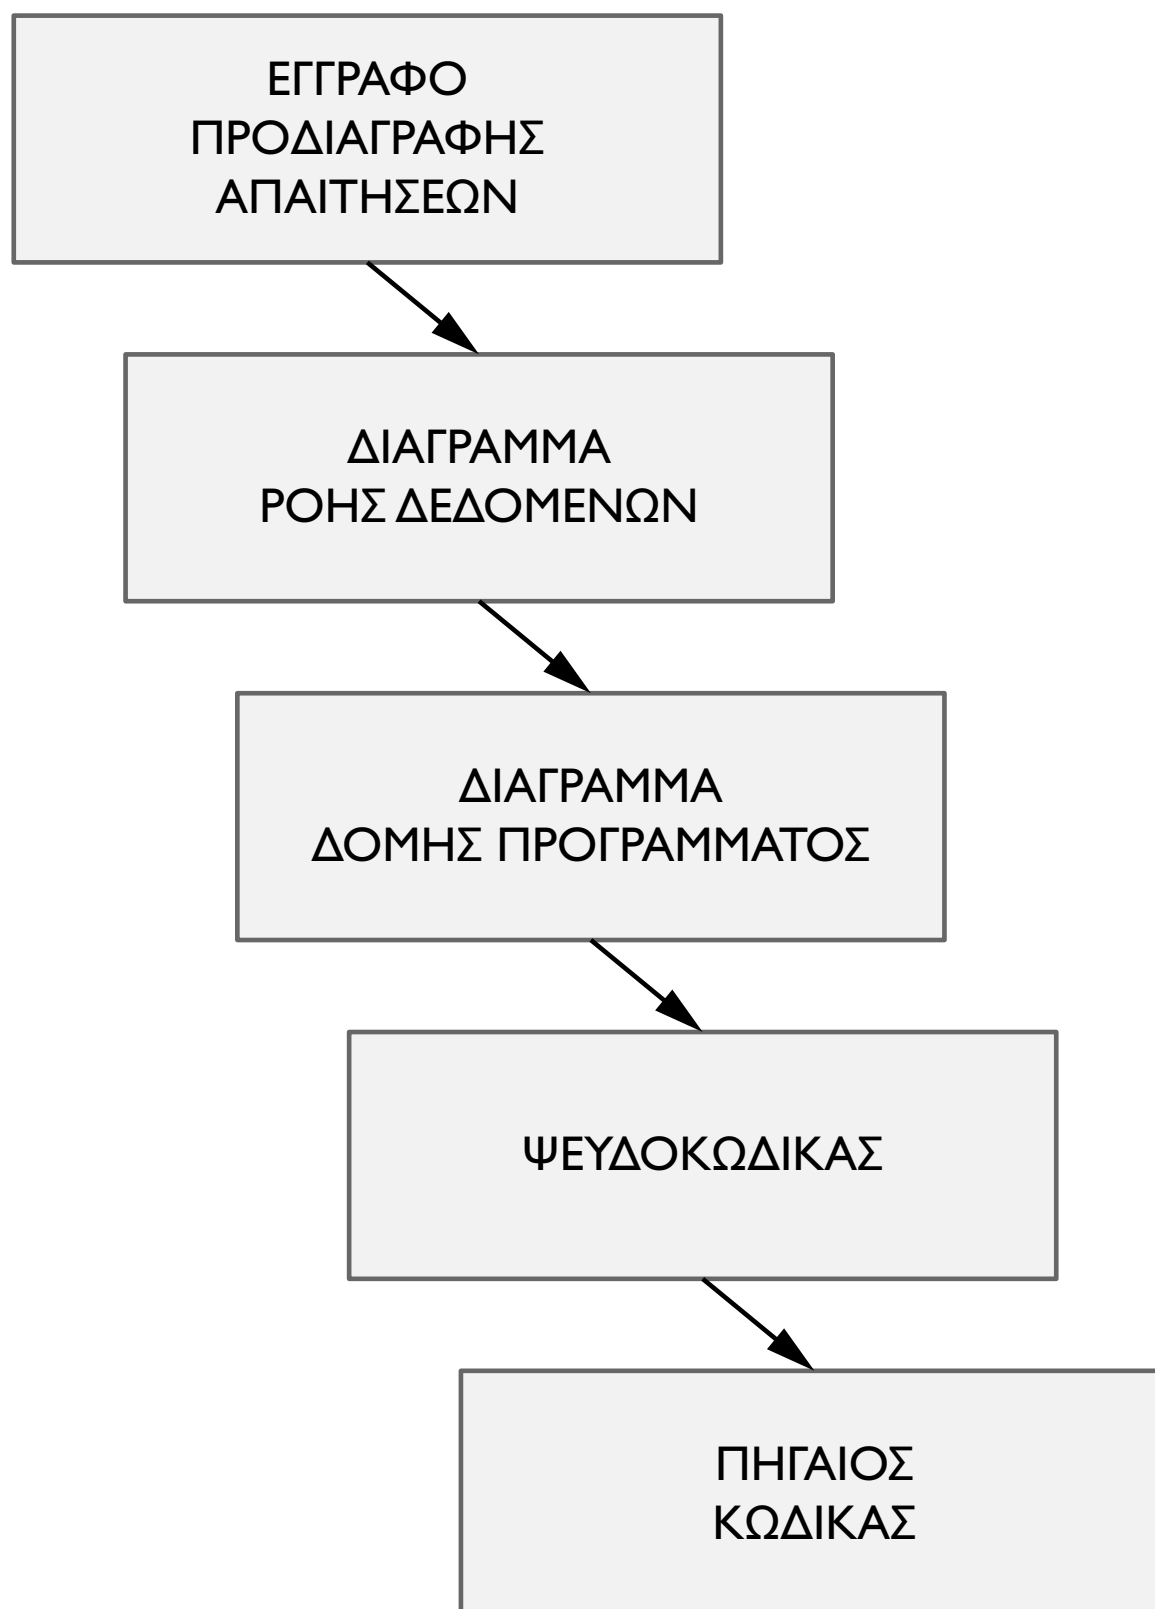 ΕΓΓΡΑΦΟ
ΠΡΟΔΙΑΓΡΑΦΗΣ
ΑΠΑΙΤΗΣΕΩΝ
ΔΙΑΓΡΑΜΜΑ
ΡΟΗΣ ΔΕΔΟΜΕΝΩΝ
ΔΙΑΓΡΑΜΜΑ
ΔΟΜΗΣ ΠΡΟΓΡΑΜΜΑΤΟΣ
ΨΕΥΔΟΚΩΔΙΚΑΣ
ΠΗΓΑΙΟΣ
ΚΩΔΙΚΑΣ